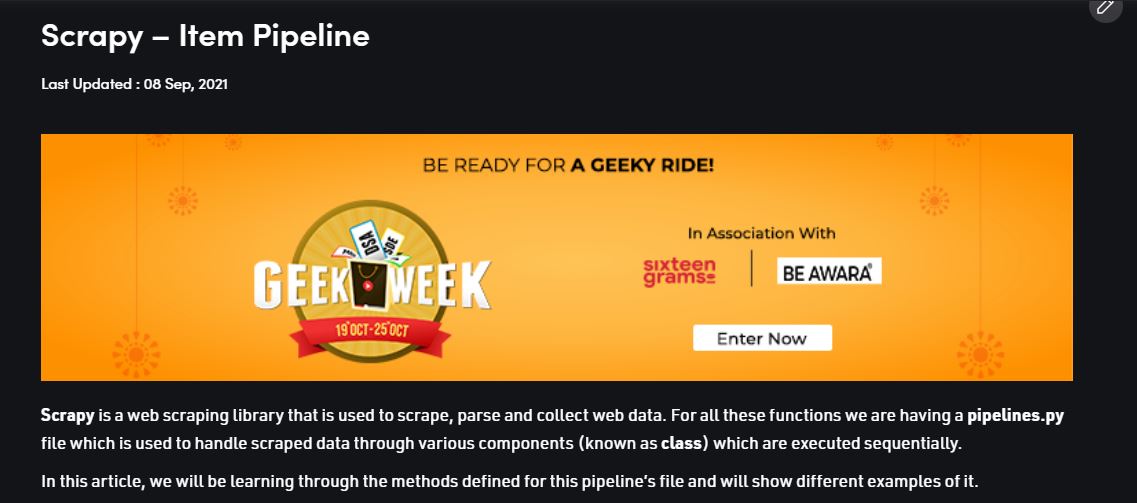 Scrapy – Item Pipeline
Last Updated : 08 Sep, 2021
BE READY FOR A GEEKY RIDE!
DSA
SDE
GEEK WEEK
19 OCT-25 OCT
In Association With
sixteen
grams
BE AWARA®
Enter Now
Scrapy is a web scraping library that is used to scrape, parse and collect web data. For all these functions we are having a pipelines.py
file which is used to handle scraped data through various components (known as class) which are executed sequentially.
In this article, we will be learning through the methods defined for this pipeline’s file and will show different examples of it.